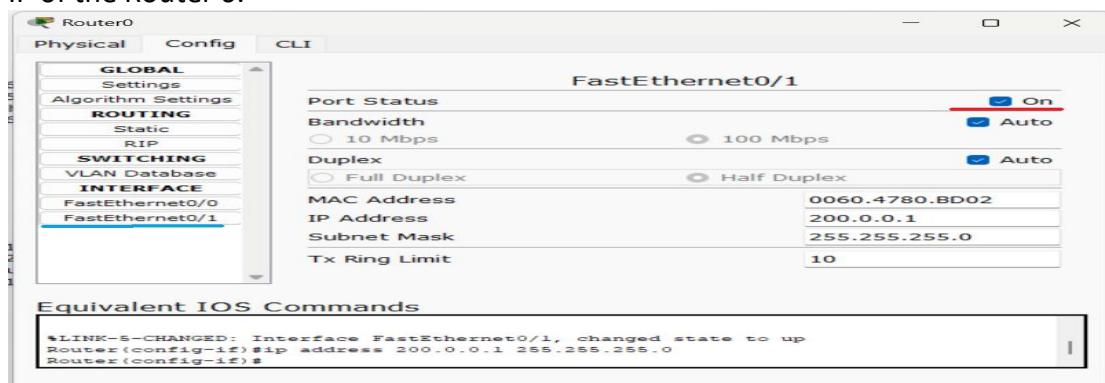 IP of the Router 0.
Router0
Physical Config CLI
GLOBAL
Settings
Algorithm Settings
ROUTING
Static
RIP
SWITCHING
VLAN Database
INTERFACE
FastEthernet0/0
FastEthernet0/1
FastEthernet0/1
Port Status On
Bandwidth Auto
10 Mbps 100 Mbps
Duplex Auto
Full Duplex Half Duplex
MAC Address 0060.4780.BD02
IP Address 200.0.0.1
Subnet Mask 255.255.255.0
Tx Ring Limit 10
Equivalent IOS Commands
%LINK-5-CHANGED: Interface FastEthernet0/1, changed state to up
Router(config-if)#ip address 200.0.0.1 255.255.255.0
Router(config-if)#